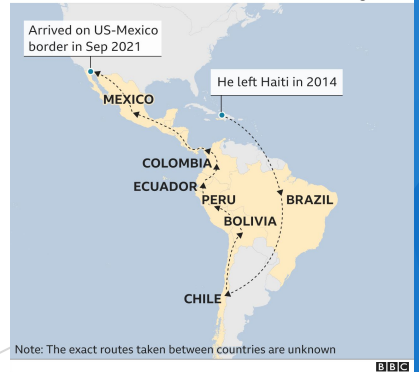 Arrived on US-Mexico
border in Sep 2021
He left Haiti in 2014
MEXICO
COLOMBIA
ECUADOR
PERU
BRAZIL
BOLIVIA
CHILE
Note: The exact routes taken between countries are unknown
BBC